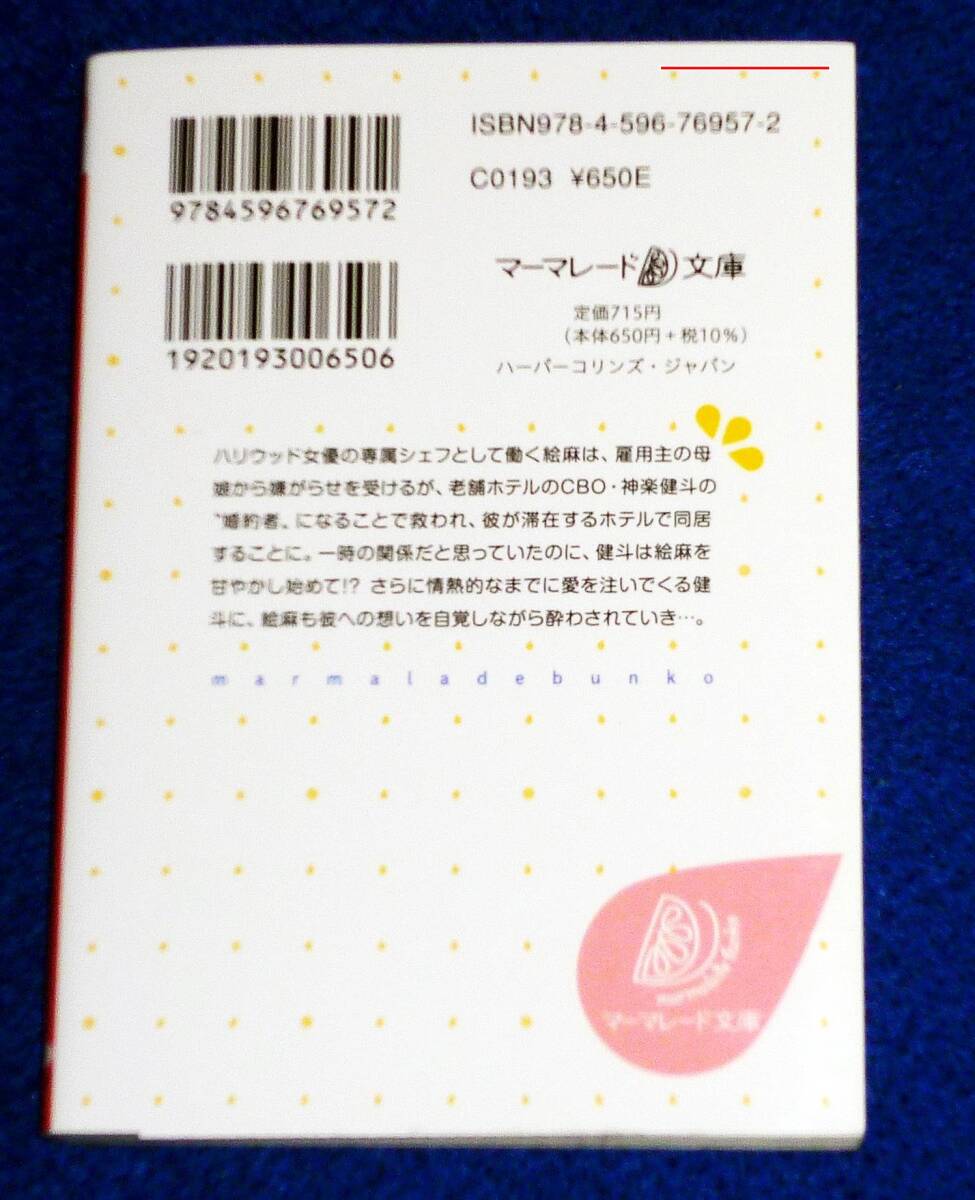 ISBN978-4-596-76957-2
C0193 ¥650E
9784596769572
1920193006506
マーマレード文庫
定価715円
(本体650円+税10%)
ハーパーコリンズ・ジャパン
ハリウッド女優の専属シェフとして働く絵麻は、雇用主の母
娘から嫌がらせを受けるが、老舗ホテルのCBO・神楽健斗の
〝婚約者〟になることで救われ、彼が滞在するホテルで同居
することに。一時の関係だと思っていたのに、健斗は絵麻を
甘やかし始めて!? さらに情熱的なまでに愛を注いでくる健
斗に、絵麻も彼への想いを自覚しながら酔わされていき…。
marmaladebunko
marmalade bunko
マーマレード文庫